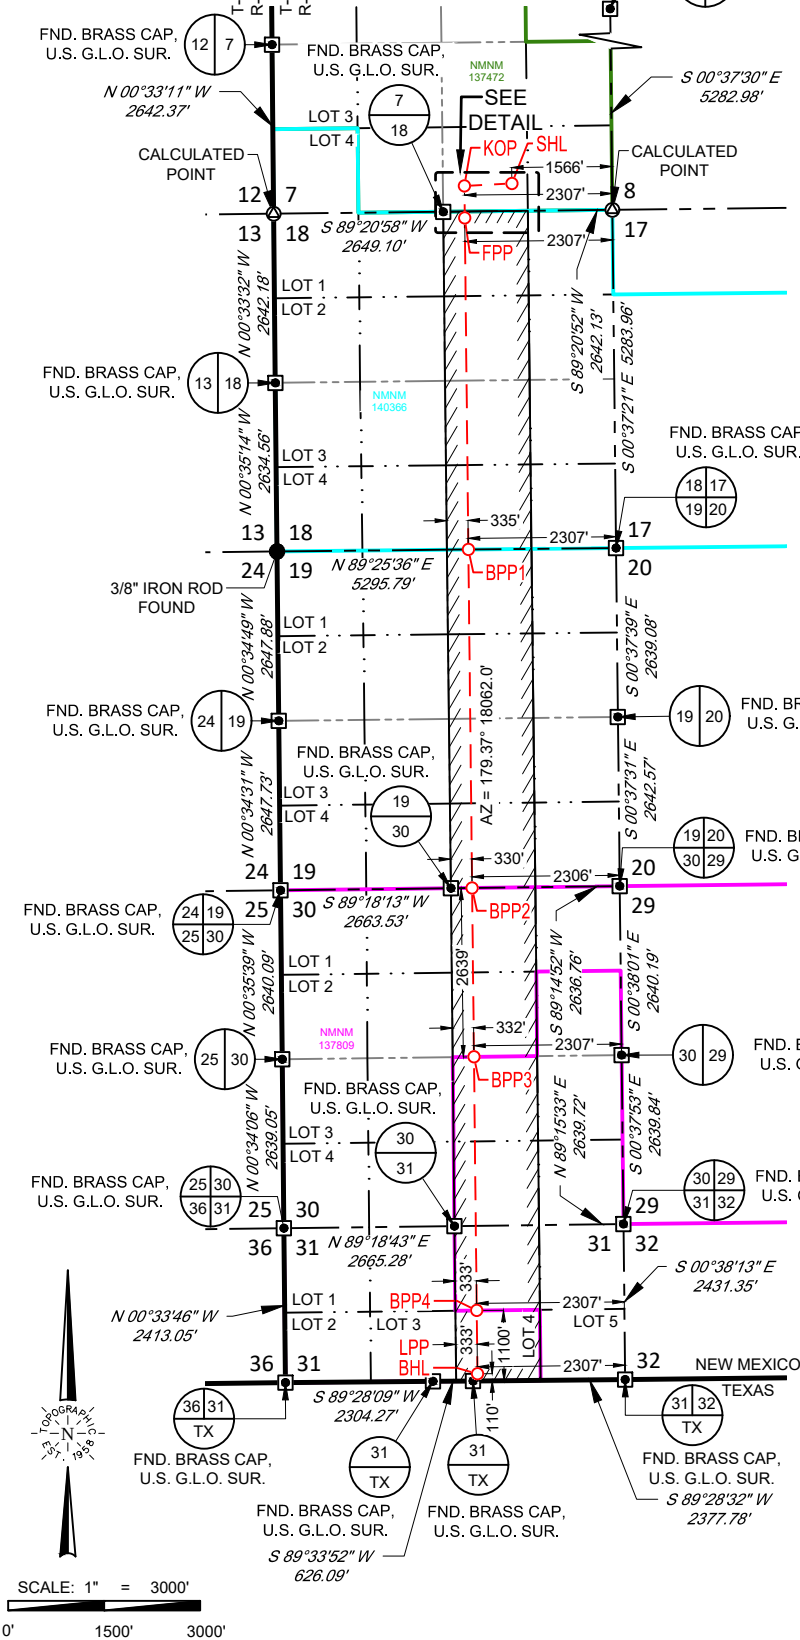 T-
R-
T-
R-
FND. BRASS CAP,
U.S. G.L.O. SUR.
12 7
FND. BRASS CAP,
U.S. G.L.O. SUR.
7
18
NMNM
137472
N 00°33'11" W
2642.37'
S 00°37'30" E
5282.98'
SEE
DETAIL
LOT 3
LOT 4
KOP
SHL
1566'
2307'
CALCULATED
POINT
CALCULATED
POINT
12 7
13 18
8
17
S 89°20'58" W
2649.10'
2307'
FPP
N 00°33'32" W
2642.18'
LOT 1
LOT 2
S 89°20'52" W
2642.13'
S 00°37'21" E 5283.96'
FND. BRASS CAP,
U.S. G.L.O. SUR.
13 18
NMNM
140366
N 00°35'14" W
2634.56'
LOT 3
LOT 4
FND. BRASS CAP
U.S. G.L.O. SUR.
18 17
19 20
335'
2307'
13 18
24 19
17
20
N 89°25'36" E
5295.79'
BPP1
3/8" IRON ROD
FOUND
N 00°34'49" W
2647.88'
LOT 1
LOT 2
S 00°37'39" E
2639.08'
AZ = 179.37° 18062.0'
FND. BRASS CAP,
U.S. G.L.O. SUR.
24 19
19 20
FND. BR
U.S. G.
FND. BRASS CAP,
U.S. G.L.O. SUR.
19
30
N 00°34'31" W
2647.73'
LOT 3
LOT 4
S 00°37'31" E
2642.57'
19 20
30 29
FND. B
U.S. G
330'
2306'
24 19
25 30
20
29
FND. BRASS CAP,
U.S. G.L.O. SUR.
24 19
25 30
S 89°18'13" W
2663.53'
BPP2
N 00°35'39" W
2640.09'
LOT 1
LOT 2
2639'
S 89°14'52" W
2636.76'
S 00°38'01" E
2640.19'
NMNM
137809
332'
2307'
FND. BRASS CAP,
U.S. G.L.O. SUR.
25 30
BPP3
30 29
FND. B
U.S. G
FND. BRASS CAP,
U.S. G.L.O. SUR.
30
31
N 00°34'06" W
2639.05'
LOT 3
LOT 4
N 89°15'33" E
2639.72'
S 00°37'53" E
2639.84'
FND. BRASS CAP,
U.S. G.L.O. SUR.
25 30
36 31
30 29
31 32
FND. B
U.S. G
25 30
36 31
29
31 32
N 89°18'43" E
2665.28'
S 00°38'13" E
2431.35'
N 00°33'46" W
2413.05'
LOT 1
LOT 2
LOT 3
333'
BPP4
2307'
LOT 5
LOT 4
333'
1100'
LPP
BHL
2307'
110'
36 31
32
NEW MEXICO
TEXAS
S 89°28'09" W
2304.27'
36 31
TX
31
TX
31
TX
31 32
TX
FND. BRASS CAP,
U.S. G.L.O. SUR.
FND. BRASS CAP,
U.S. G.L.O. SUR.
FND. BRASS CAP,
U.S. G.L.O. SUR.
FND. BRASS CAP,
U.S. G.L.O. SUR.
S 89°28'32" W
2377.78'
S 89°33'52" W
626.09'
TOPOGRAPHIC
N
EST. 1958
SCALE: 1" = 3000'
0' 1500' 3000'